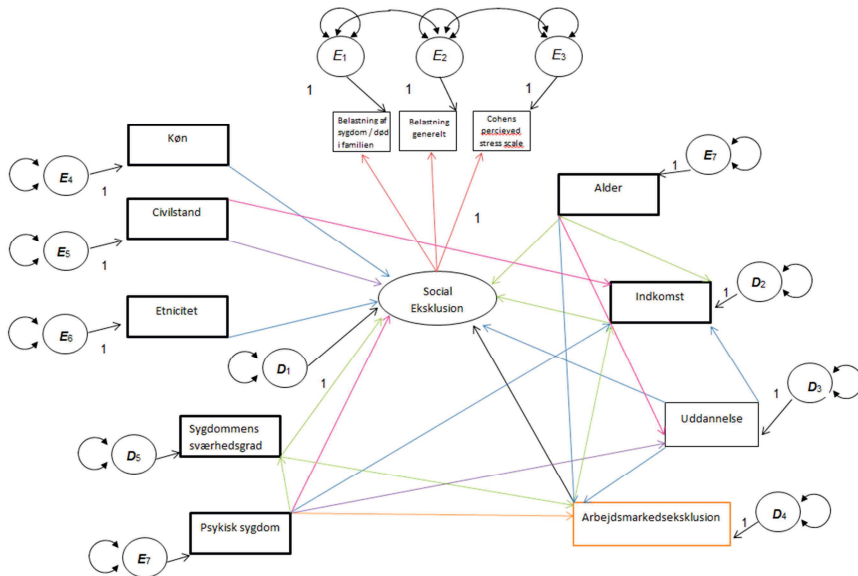 E1
E2
E3
1
1
1
Belastning af
sygdom / død
i familien
Belastning
generelt
Cohens
percieved
stress scale
Køn
E4
1
Civilstand
E5
1
Etnicitet
E6
1
1
Alder
1
E7
Social
Eksklusion
Indkomst
1
D2
D1
1
Uddannelse
1
D3
Sygdommens
sværhedsgrad
D5
Psykisk sygdom
E7
Arbejdsmarkedseksklusion
1
D4